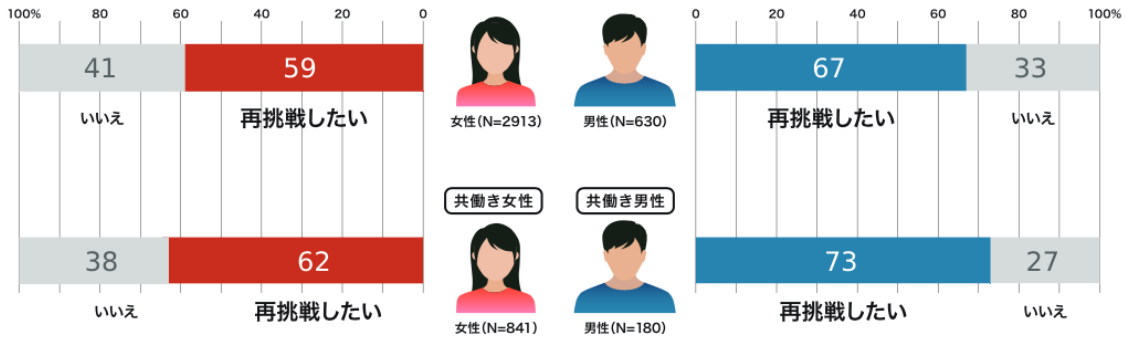 100% 80 60 40 20 0
0 20 40 60 80 100%
41 59
67 33
いいえ 再挑戦したい
女性(N=2913)
男性(N=630)
再挑戦したい いいえ
共働き女性
共働き男性
38 62
73 27
いいえ 再挑戦したい
女性(N=841)
男性(N=180)
再挑戦したい いいえ